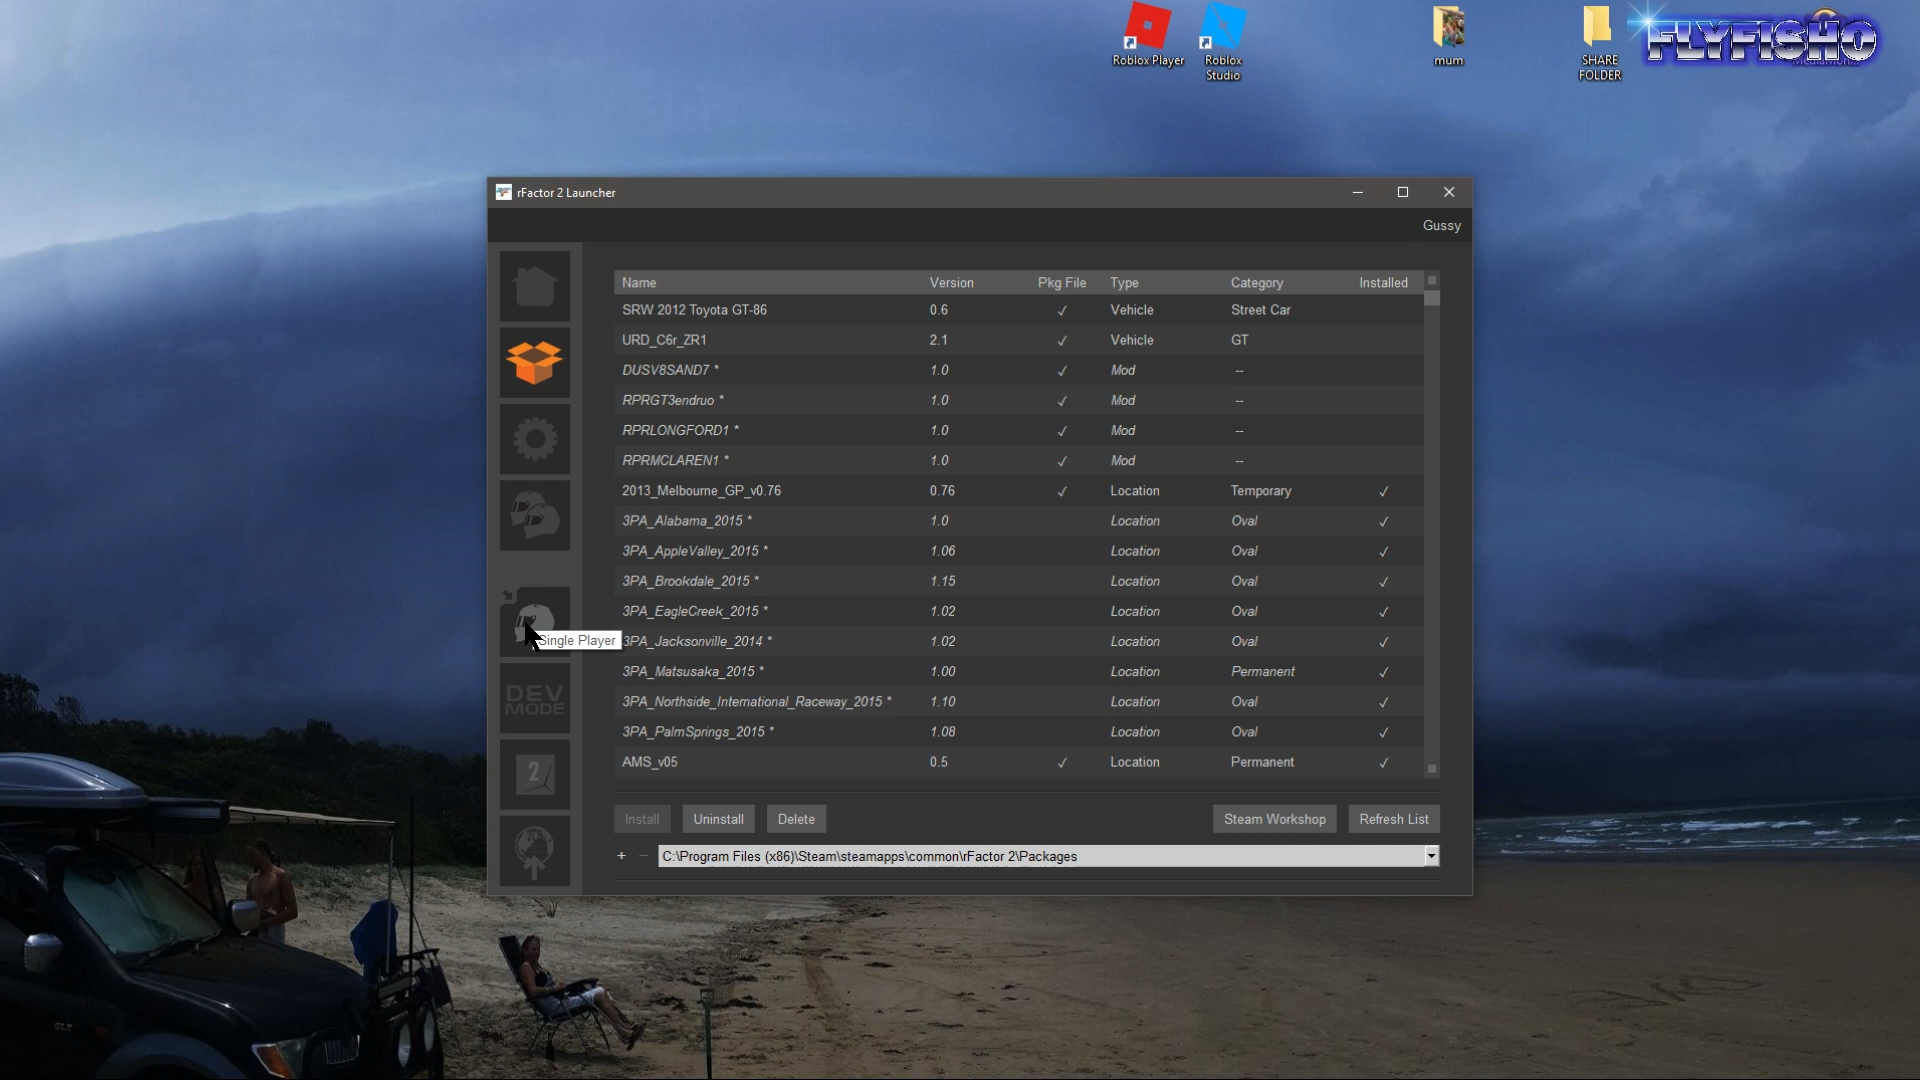 Roblox Player
Roblox Studio
mum
SHARE FOLDER
FLYFISHO
rFactor 2 Launcher
Gussy
Name Version Pkg File Type Category Installed
SRW 2012 Toyota GT-86 0.6 ✓ Vehicle Street Car
URD_C6r_ZR1 2.1 ✓ Vehicle GT
DUSV8SAND7 * 1.0 ✓ Mod --
RPRGT3endruo * 1.0 ✓ Mod --
RPRLONGFORD1 * 1.0 ✓ Mod --
RPRMCLAREN1 * 1.0 ✓ Mod --
2013_Melbourne_GP_v0.76 0.76 ✓ Location Temporary ✓
3PA_Alabama_2015 * 1.0 Location Oval ✓
3PA_AppleValley_2015 * 1.06 Location Oval ✓
3PA_Brookdale_2015 * 1.15 Location Oval ✓
3PA_EagleCreek_2015 * 1.02 Location Oval ✓
Single Player
3PA_Jacksonville_2014 * 1.02 Location Oval ✓
3PA_Matsusaka_2015 * 1.00 Location Permanent ✓
3PA_Northside_International_Raceway_2015 * 1.10 Location Oval ✓
3PA_PalmSprings_2015 * 1.08 Location Oval ✓
AMS_v05 0.5 ✓ Location Permanent ✓
DEV MODE
2
Install Uninstall Delete Steam Workshop Refresh List
+ − C:\Program Files (x86)\Steam\steamapps\common\rFactor 2\Packages